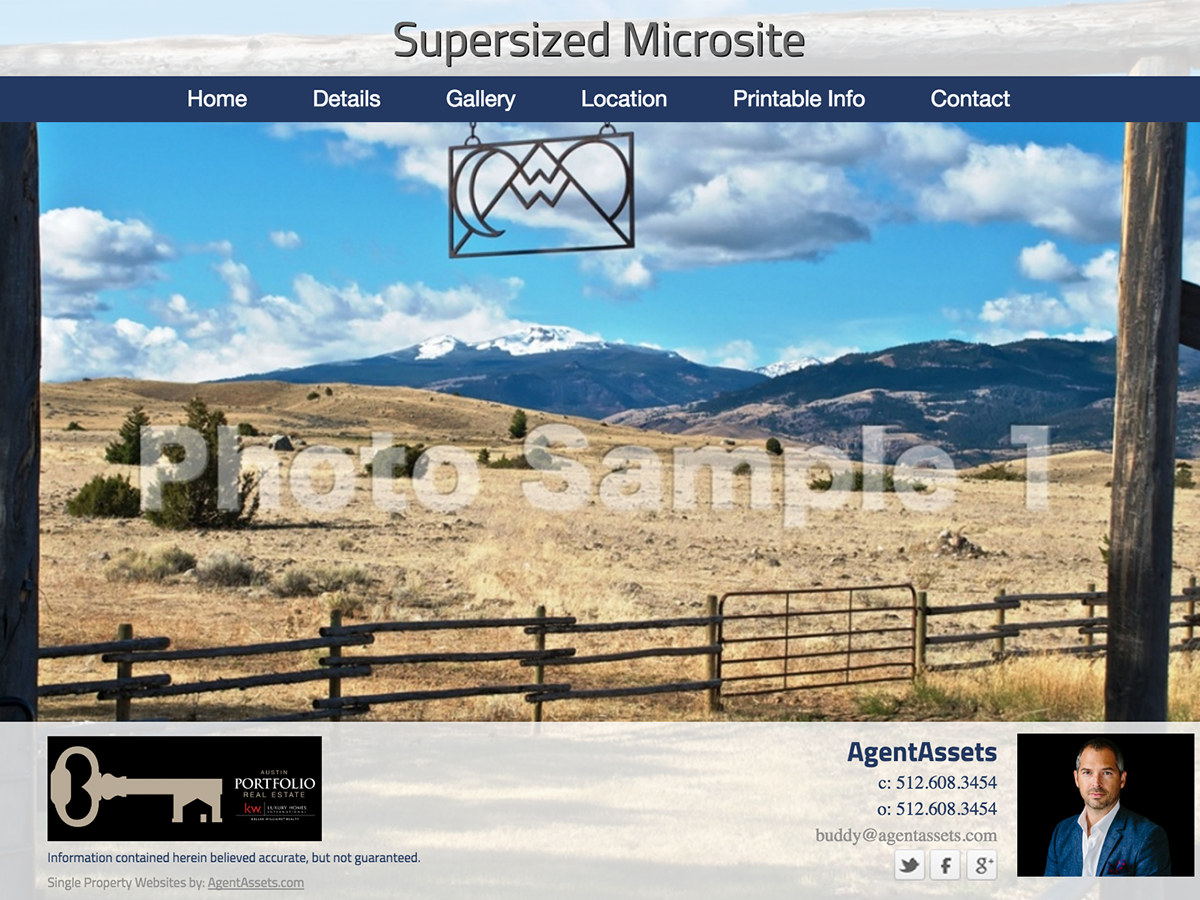 Supersized Microsite
Home Details Gallery Location Printable Info Contact
Photo Sample 1
AUSTIN
PORTFOLIO
REAL ESTATE
kw LUXURY HOMES
INTERNATIONAL
KELLER WILLIAMS REALTY
Information contained herein believed accurate, but not guaranteed.
Single Property Websites by: AgentAssets.com
AgentAssets
c: 512.608.3454
o: 512.608.3454
buddy@agentassets.com
f
g+